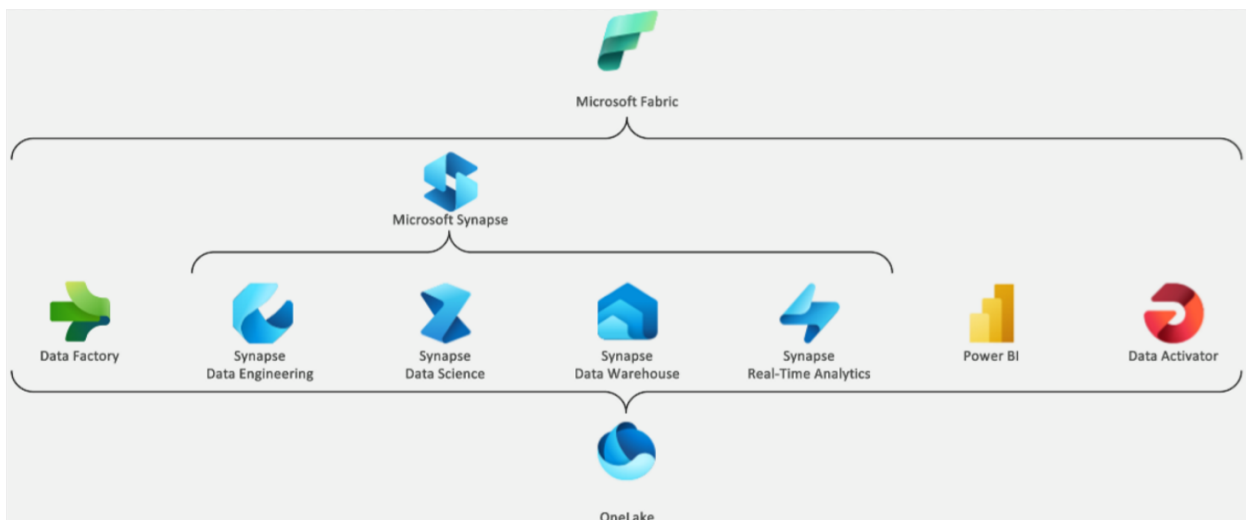 Microsoft Fabric
Microsoft Synapse
Data Factory
Synapse
Data Engineering
Synapse
Data Science
Synapse
Data Warehouse
Synapse
Real-Time Analytics
Power BI
Data Activator
OneLake